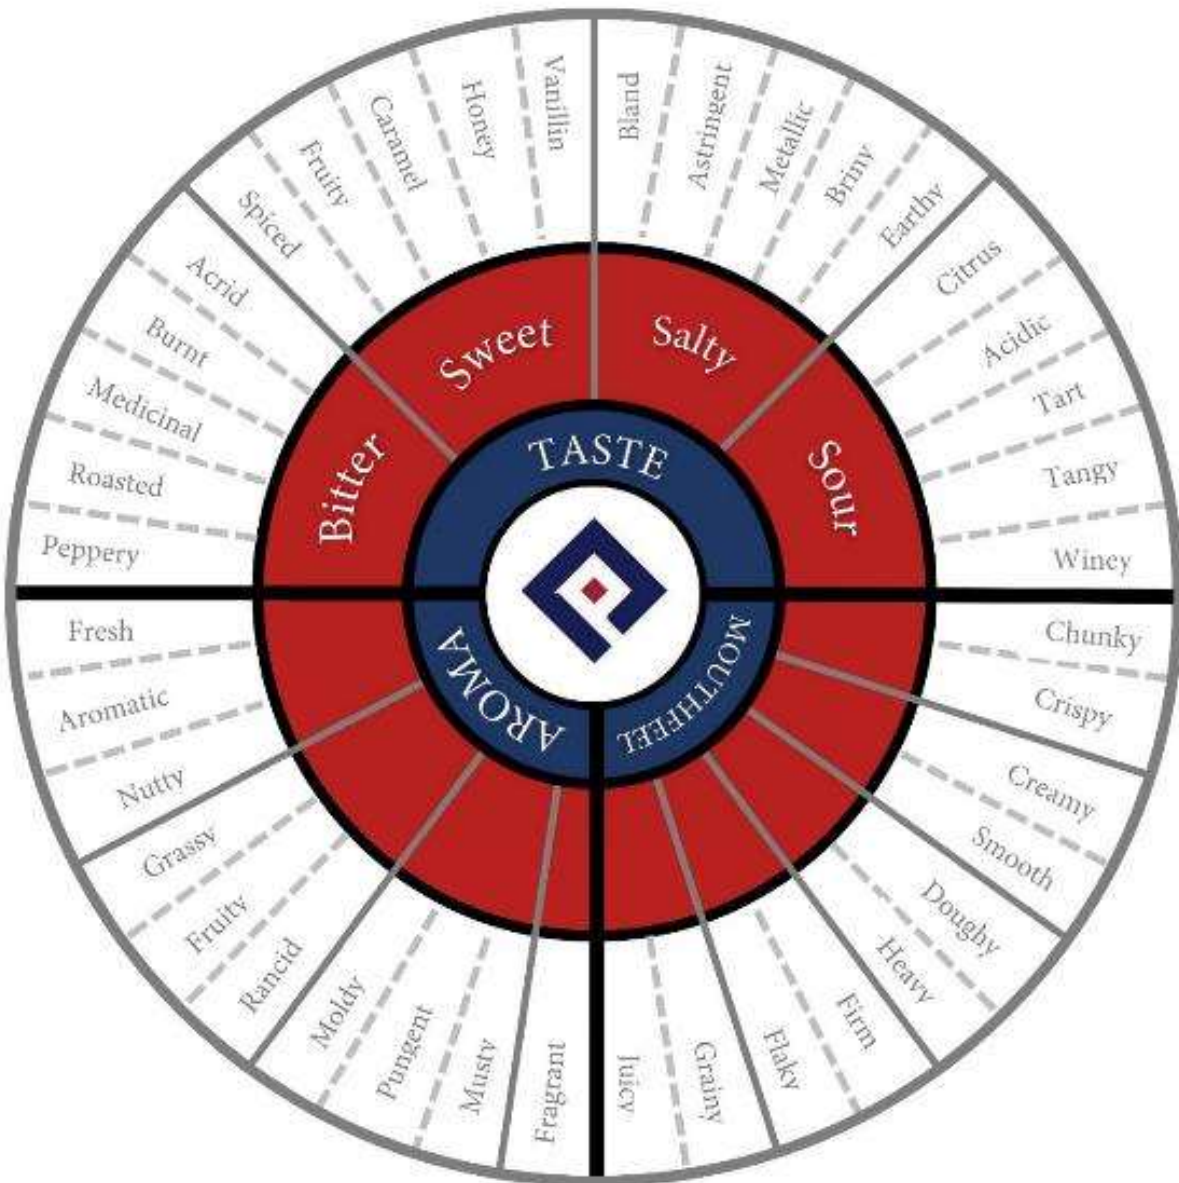 TASTE
AROMA
MOUTHFEEL
Bitter
Sweet
Salty
Sour
Peppery
Roasted
Medicinal
Burnt
Acrid
Spiced
Fruity
Caramel
Honey
Vanillin
Bland
Astringent
Metallic
Briny
Earthy
Citrus
Acidic
Tart
Tangy
Winey
Chunky
Crispy
Creamy
Smooth
Doughy
Heavy
Firm
Flaky
Grainy
Juicy
Fragrant
Musty
Pungent
Moldy
Rancid
Fruity
Grassy
Nutty
Aromatic
Fresh